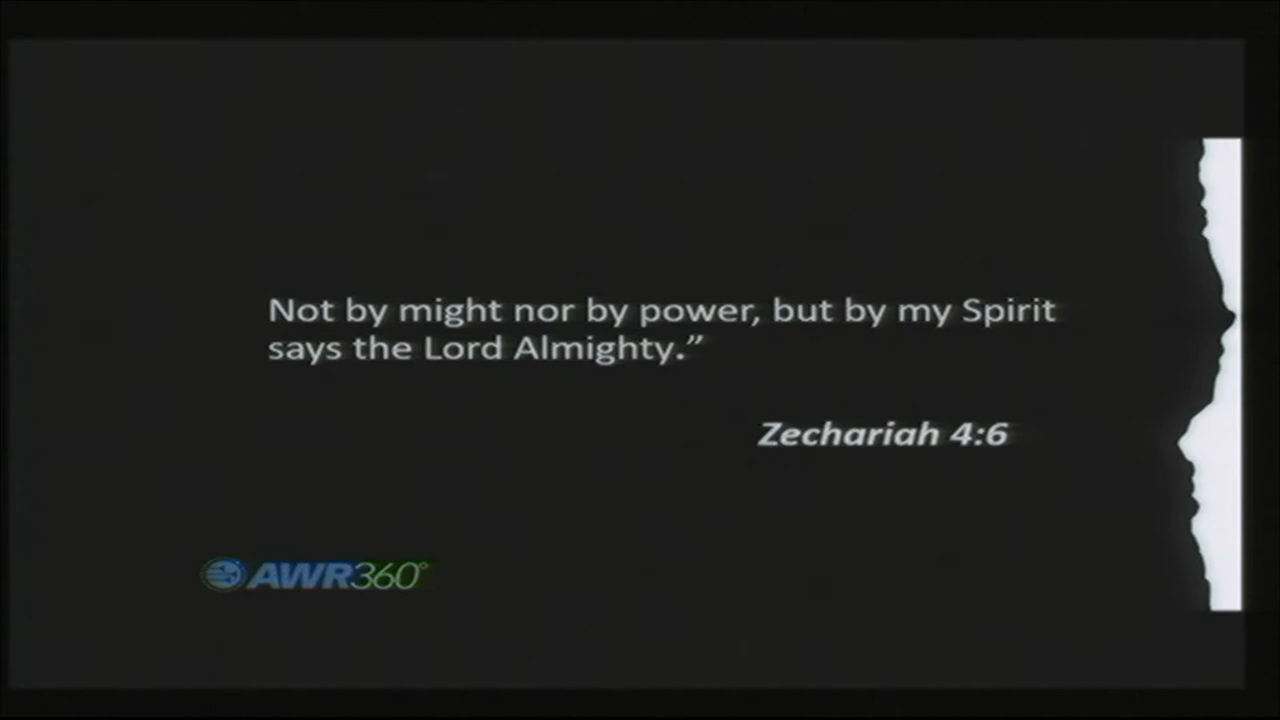 Not by might nor by power, but by my Spirit
says the Lord Almighty.”
Zechariah 4:6
AWR360°